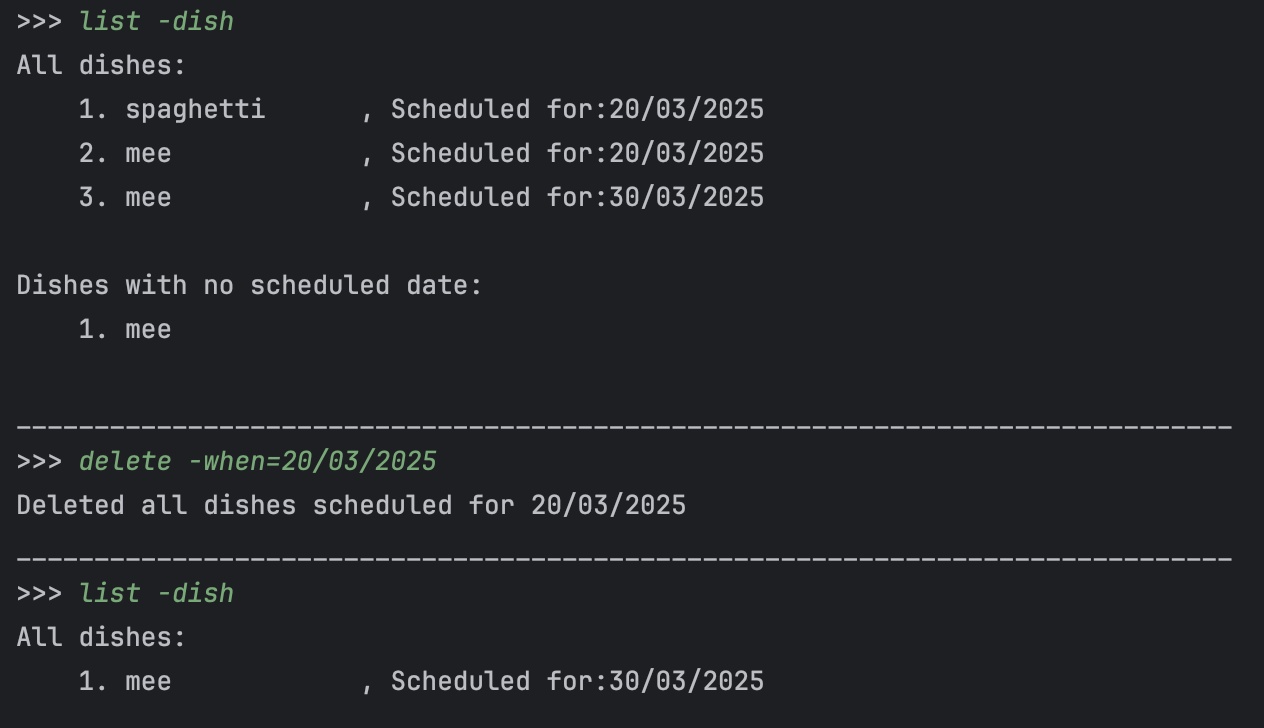 >>> list -dish
All dishes:
    1. spaghetti      , Scheduled for:20/03/2025
    2. mee            , Scheduled for:20/03/2025
    3. mee            , Scheduled for:30/03/2025

Dishes with no scheduled date:
    1. mee

______________________________________________________________________________
>>> delete -when=20/03/2025
Deleted all dishes scheduled for 20/03/2025
______________________________________________________________________________
>>> list -dish
All dishes:
    1. mee            , Scheduled for:30/03/2025